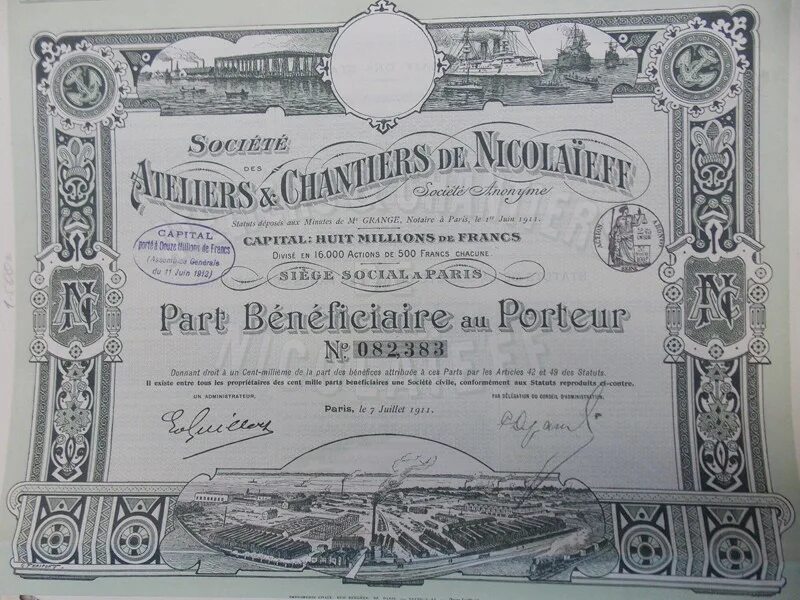 Société
des
Ateliers & Chantiers de Nicolaïeff
Société Anonyme
Statuts déposés aux Minutes de Me GRANGE, Notaire à Paris, le 1er Juin 1911.
CAPITAL: HUIT MILLIONS DE FRANCS
Divisé en 16.000 Actions de 500 Francs chacune
SIÈGE SOCIAL A PARIS
CAPITAL
porté à Douze Millions de Francs
(Assemblée Générale
du 11 Juin 1912)
Part Bénéficiaire au Porteur
No 082,383
Donnant droit à un Cent-millième de la part des bénéfices attribuée à ces Parts par les Articles 42 et 49 des Statuts.
Il existe entre tous les propriétaires des cent mille parts bénéficiaires une Société civile, conformément aux Statuts reproduits ci-contre.
UN ADMINISTRATEUR,
PAR DÉLÉGATION DU CONSEIL D'ADMINISTRATION,
Paris, le 7 Juillet 1911.